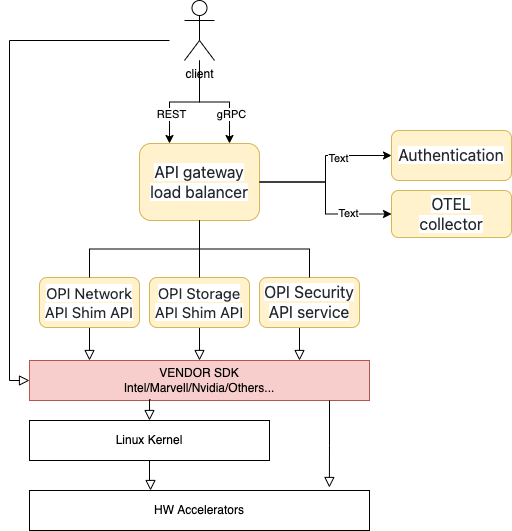 client
REST
gRPC
API gateway
load balancer
Text
Authentication
Text
OTEL
collector
OPI Network
API Shim API
OPI Storage
API Shim API
OPI Security
API service
VENDOR SDK
Intel/Marvell/Nvidia/Others...
Linux Kernel
HW Accelerators